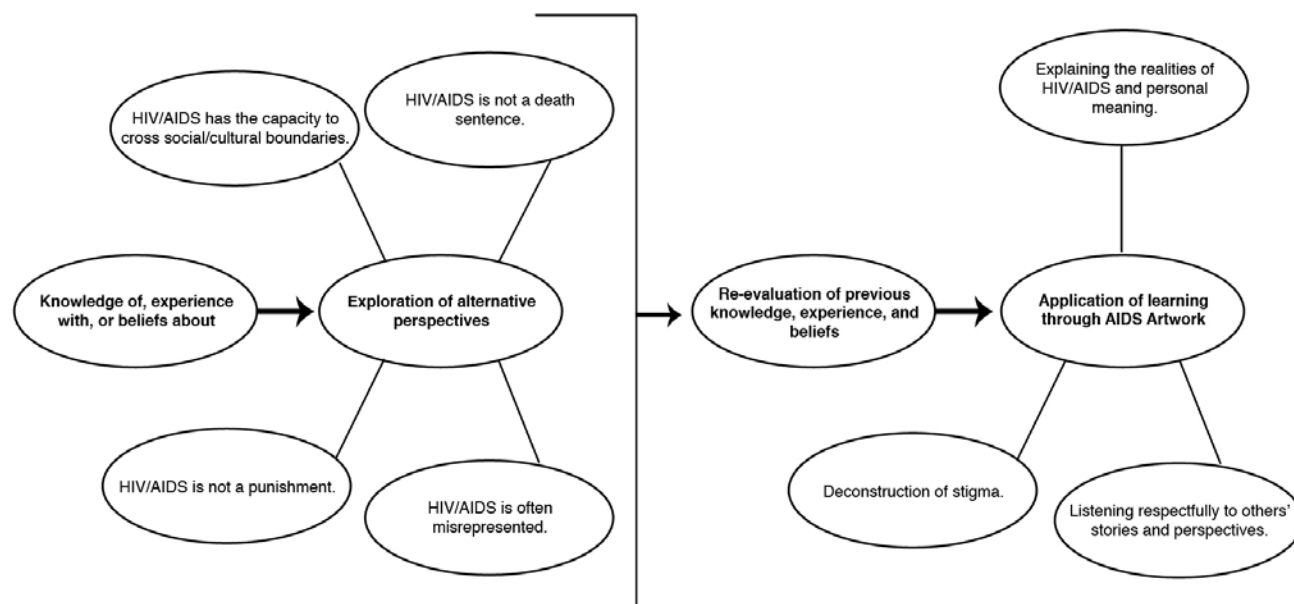 HIV/AIDS has the capacity to
cross social/cultural boundaries.
HIV/AIDS is not a death
sentence.
Knowledge of, experience
with, or beliefs about
Exploration of alternative
perspectives
HIV/AIDS is not a punishment.
HIV/AIDS is often
misrepresented.
Explaining the realities of
HIV/AIDS and personal
meaning.
Re-evaluation of previous
knowledge, experience, and
beliefs
Application of learning
through AIDS Artwork
Deconstruction of stigma.
Listening respectfully to others’
stories and perspectives.